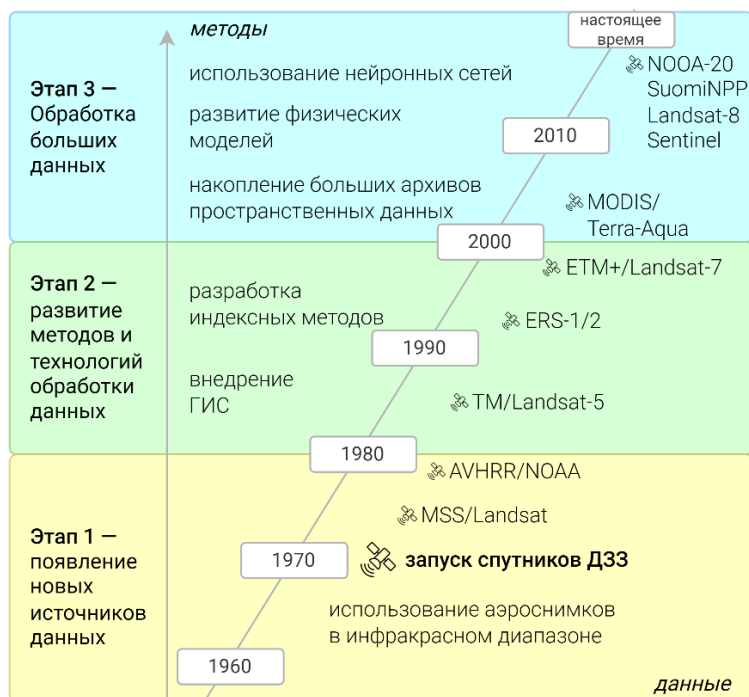 методы
настоящее
время
Этап 3 —
Обработка
больших
данных
использование нейронных сетей
развитие физических
моделей
накопление больших архивов
пространственных данных
NOOA-20
SuomiNPP
Landsat-8
Sentinel
2010
MODIS/
Terra-Aqua
2000
Этап 2 —
развитие
методов и
технологий
обработки
данных
разработка
индексных методов
внедрение
ГИС
ETM+/Landsat-7
ERS-1/2
1990
TM/Landsat-5
1980
AVHRR/NOAA
Этап 1 —
появление
новых
источников
данных
MSS/Landsat
1970
запуск спутников ДЗЗ
использование аэроснимков
в инфракрасном диапазоне
1960
данные